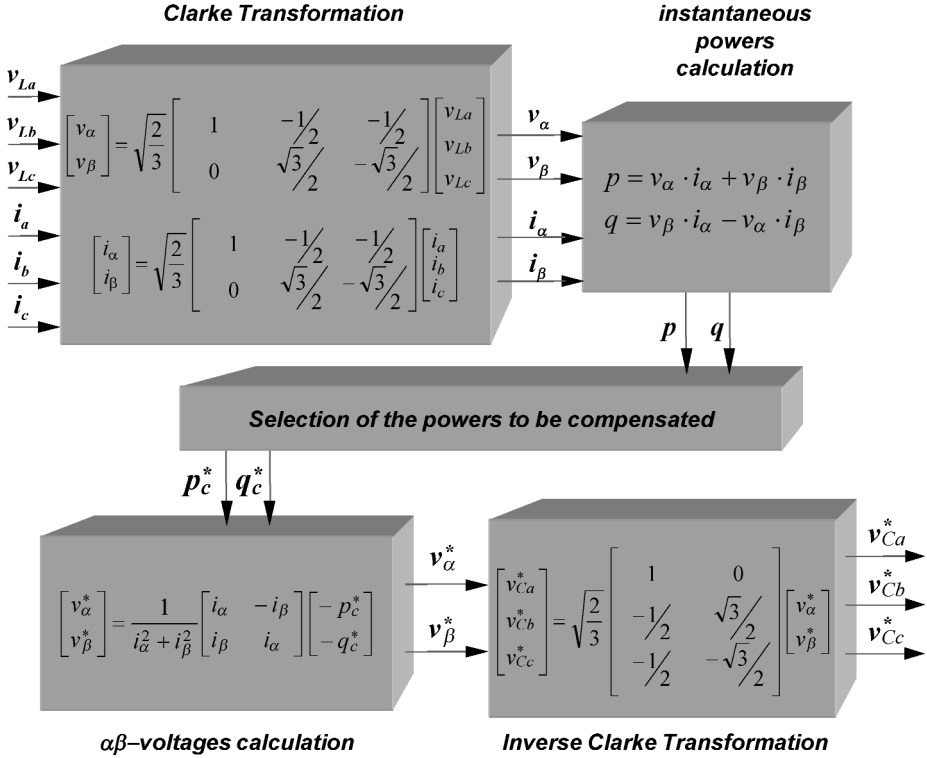 Clarke Transformation
instantaneous
powers
calculation
v_La
v_Lb
v_Lc
i_a
i_b
i_c
[v_α; v_β] = √(2/3) [1 −1/2 −1/2; 0 √3/2 −√3/2] [v_La; v_Lb; v_Lc]
[i_α; i_β] = √(2/3) [1 −1/2 −1/2; 0 √3/2 −√3/2] [i_a; i_b; i_c]
v_α
v_β
i_α
i_β
p = v_α · i_α + v_β · i_β
q = v_β · i_α − v_α · i_β
p q
Selection of the powers to be compensated
p_c^* q_c^*
[v_α^*; v_β^*] = 1/(i_α^2 + i_β^2) [i_α −i_β; i_β i_α] [−p_c^*; −q_c^*]
v_α^*
v_β^*
[v_Ca^*; v_Cb^*; v_Cc^*] = √(2/3) [1 0; −1/2 √3/2; −1/2 −√3/2] [v_α^*; v_β^*]
v_Ca^*
v_Cb^*
v_Cc^*
αβ–voltages calculation
Inverse Clarke Transformation